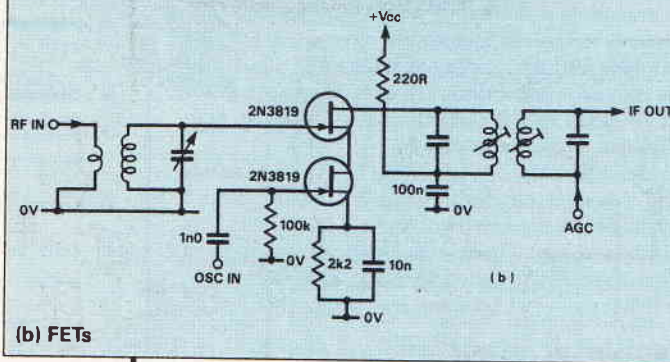 +Vcc
220R
2N3819
RF IN
IF OUT
2N3819
100n
0V
0V
100k
AGC
1n0
0V
2k2
10n
OSC IN
(b)
0V
(b) FETs